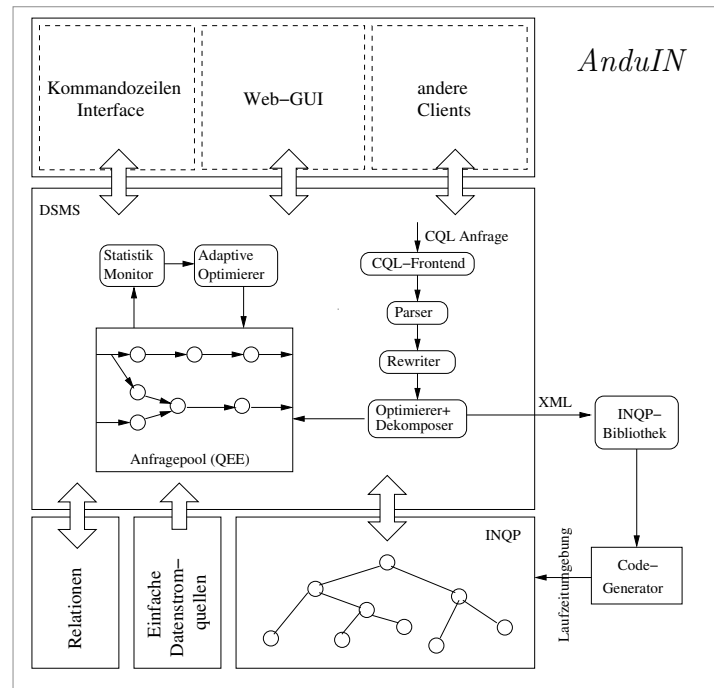 AnduIN
Kommandozeilen
Interface
Web–GUI
andere
Clients
DSMS
CQL Anfrage
Statistik
Monitor
Adaptive
Optimierer
CQL–Frontend
Parser
Rewriter
Optimierer+
Dekomposer
XML
INQP–
Bibliothek
Anfragepool (QEE)
Relationen
Einfache
Datenstrom–
quellen
INQP
Laufzeitumgebung
Code–
Generator